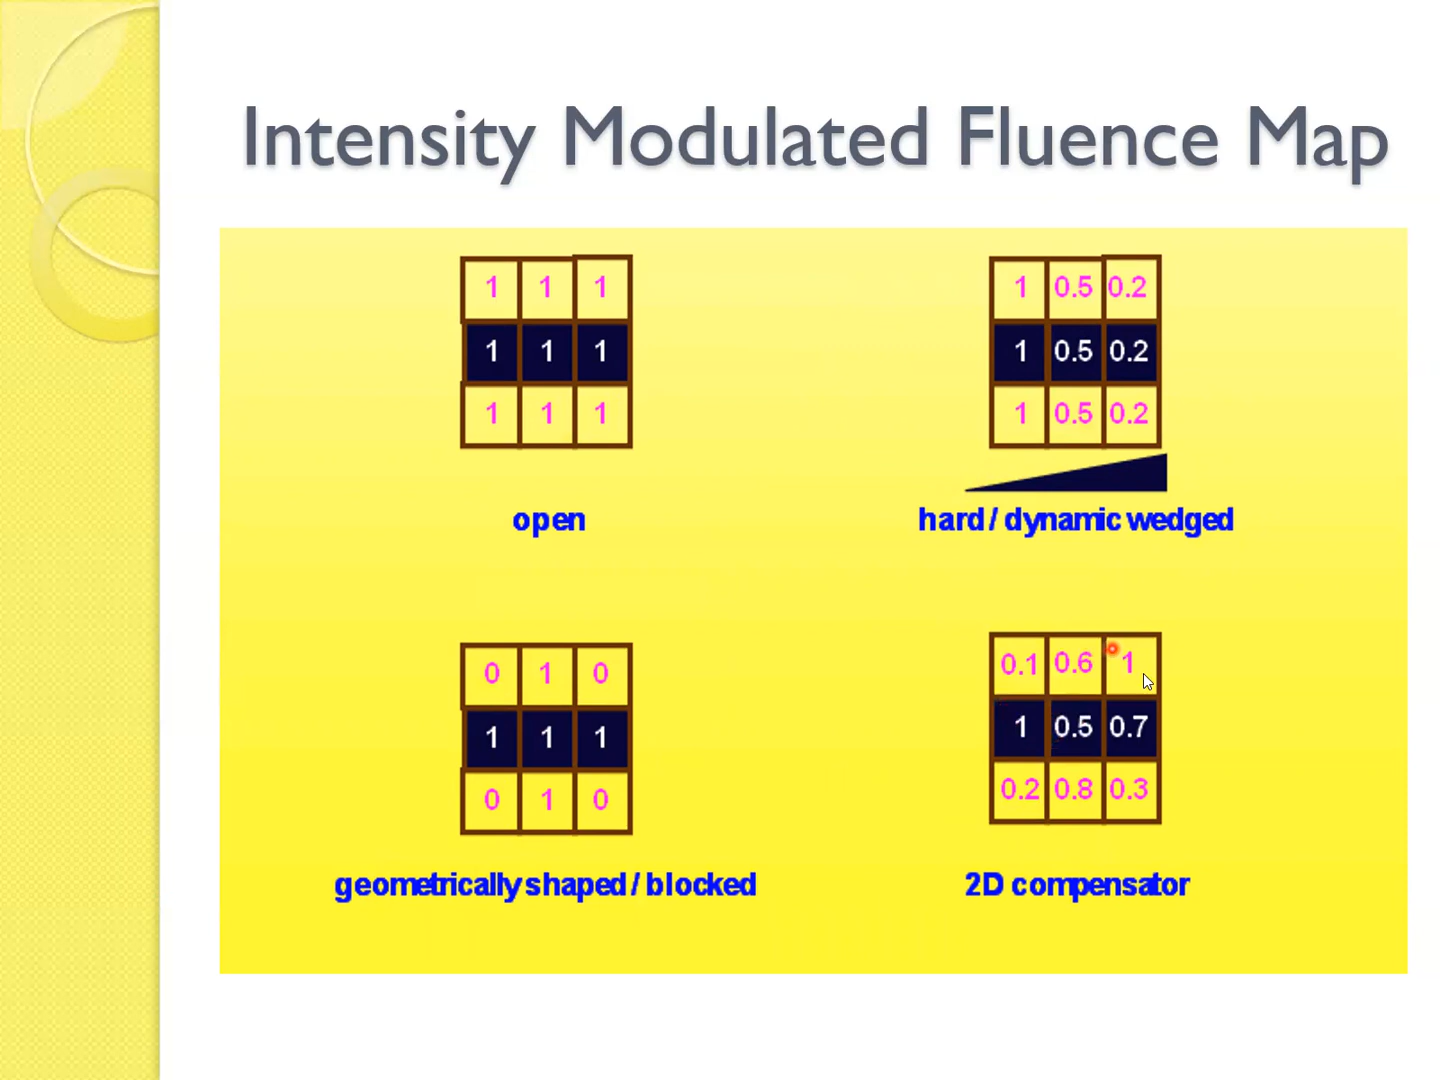 Intensity Modulated Fluence Map
1 1 1
1 1 1
1 1 1
open
1 0.5 0.2
1 0.5 0.2
1 0.5 0.2
hard / dynamic wedged
0 1 0
1 1 1
0 1 0
geometrically shaped / blocked
0.1 0.6 1
1 0.5 0.7
0.2 0.8 0.3
2D compensator